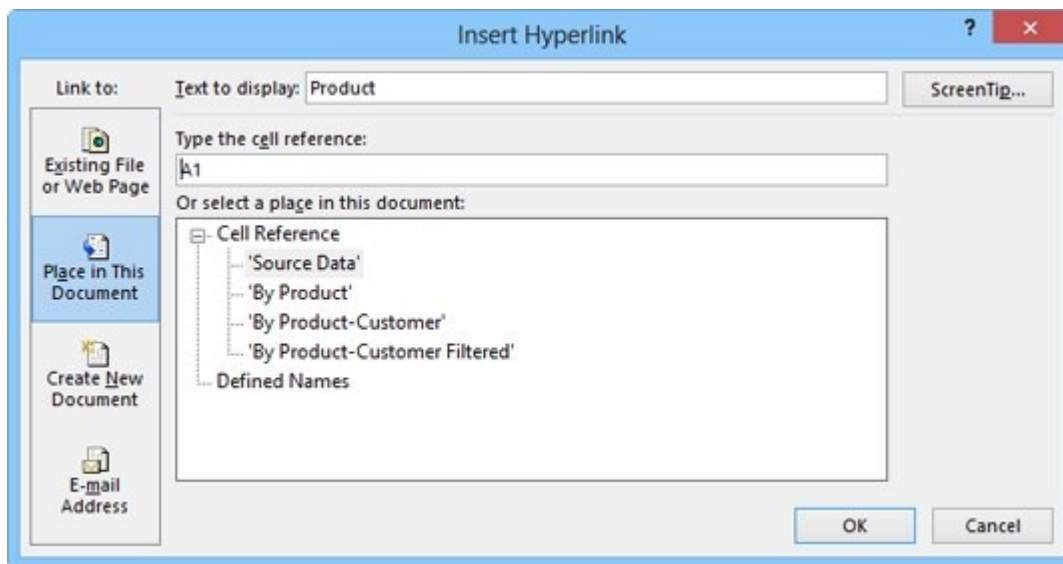 Insert Hyperlink
?
Link to:
Text to display: Product
ScreenTip...
Existing File
or Web Page
Type the cell reference:
A1
Or select a place in this document:
Cell Reference
'Source Data'
'By Product'
'By Product-Customer'
'By Product-Customer Filtered'
Defined Names
Place in This
Document
Create New
Document
E-mail
Address
OK
Cancel